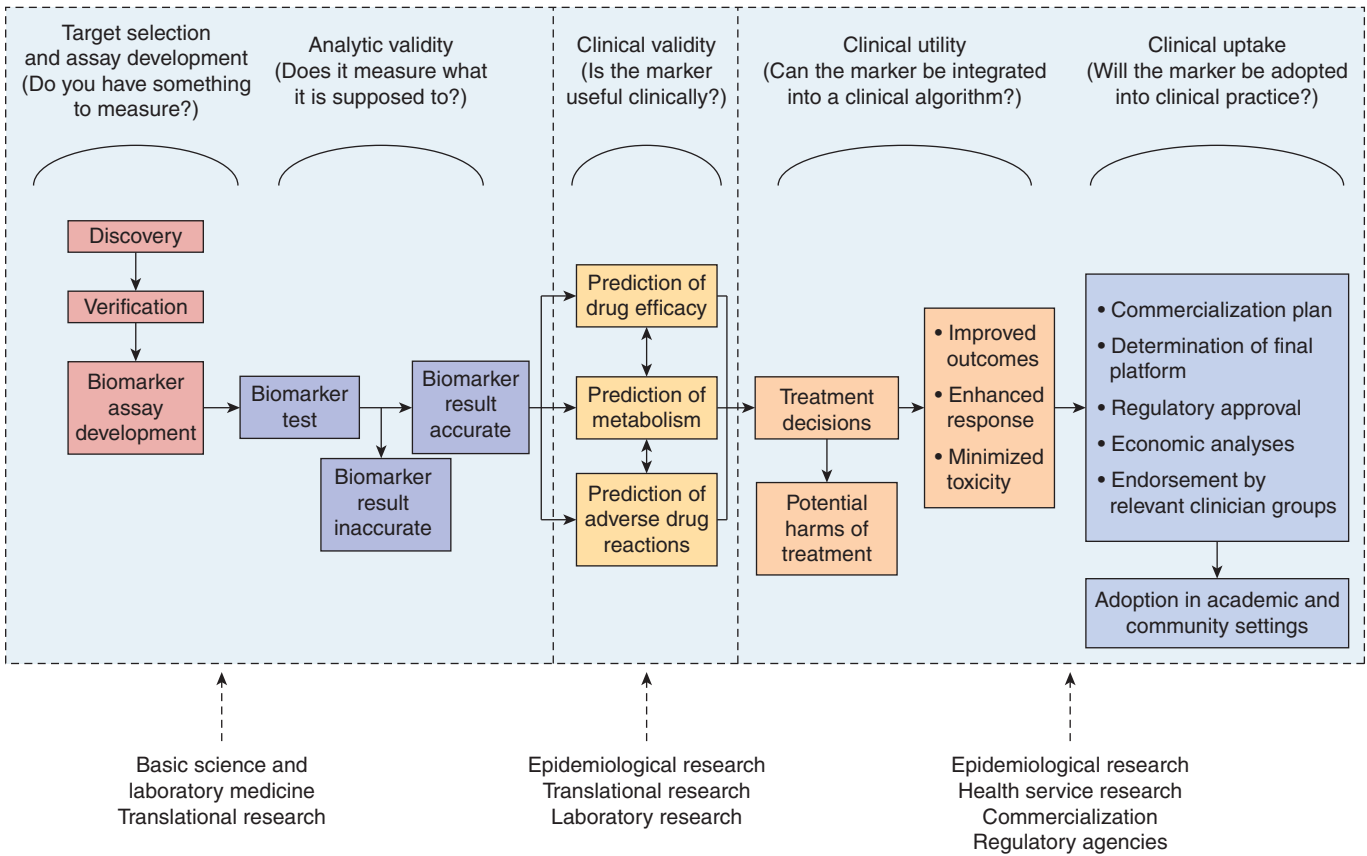 Target selection
and assay development
(Do you have something
to measure?)
Analytic validity
(Does it measure what
it is supposed to?)
Clinical validity
(Is the marker
useful clinically?)
Clinical utility
(Can the marker be integrated
into a clinical algorithm?)
Clinical uptake
(Will the marker be adopted
into clinical practice?)
Discovery
Verification
Biomarker
assay
development
Biomarker
test
Biomarker
result
accurate
Biomarker
result
inaccurate
Prediction of
drug efficacy
Prediction of
metabolism
Prediction of
adverse drug
reactions
Treatment
decisions
Potential
harms of
treatment
• Improved
outcomes
• Enhanced
response
• Minimized
toxicity
• Commercialization plan
• Determination of final
platform
• Regulatory approval
• Economic analyses
• Endorsement by
relevant clinician groups
Adoption in academic and
community settings
Basic science and
laboratory medicine
Translational research
Epidemiological research
Translational research
Laboratory research
Epidemiological research
Health service research
Commercialization
Regulatory agencies